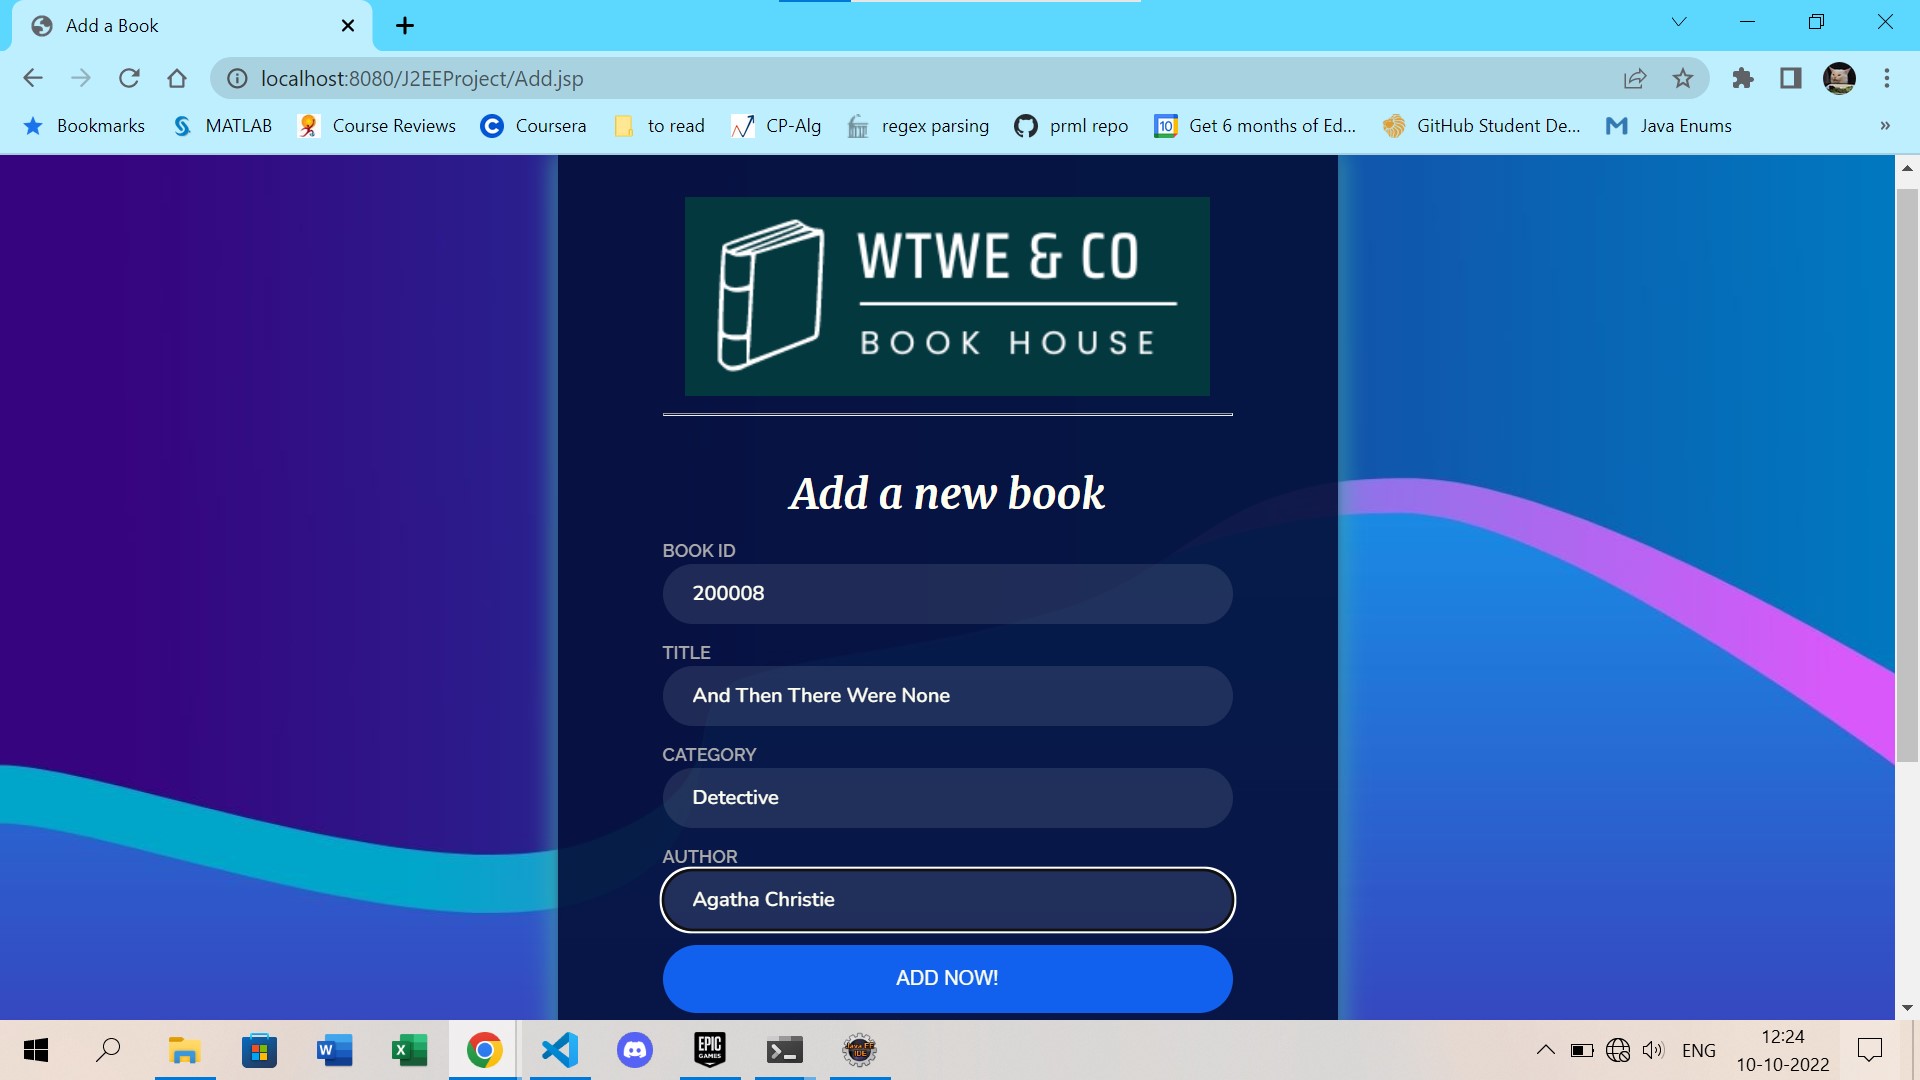 Add a Book
localhost:8080/J2EEProject/Add.jsp
Bookmarks MATLAB Course Reviews Coursera to read CP-Alg regex parsing prml repo Get 6 months of Ed... GitHub Student De... Java Enums »
WTWE & CO
BOOK HOUSE
Add a new book
BOOK ID
200008
TITLE
And Then There Were None
CATEGORY
Detective
AUTHOR
Agatha Christie
ADD NOW!
ENG
12:24
10-10-2022